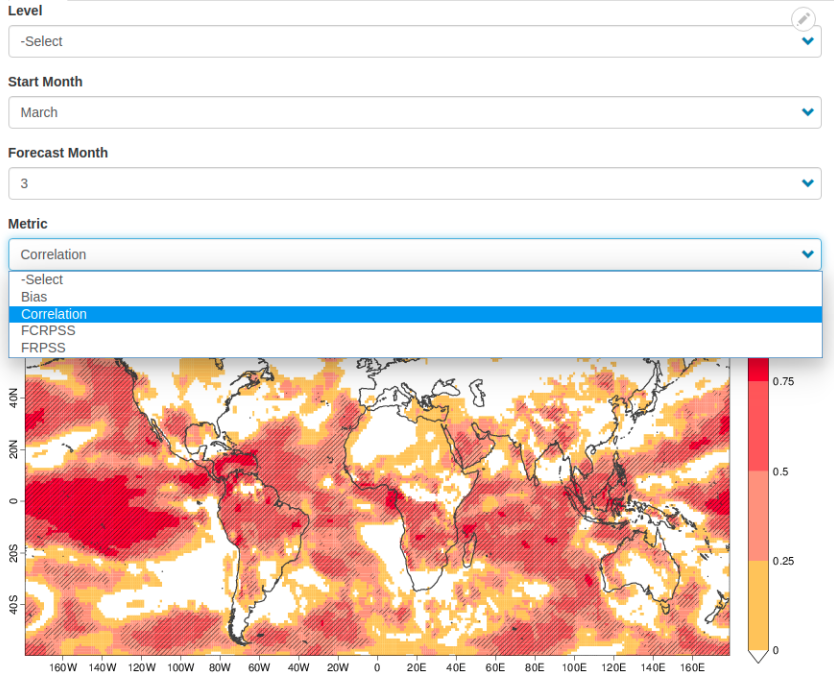 Level
-Select
Start Month
March
Forecast Month
3
Metric
Correlation
-Select
Bias
Correlation
FCRPSS
FRPSS
0.75
40N
20N
0.5
0
0.25
20S
40S
0
160W 140W 120W 100W 80W 60W 40W 20W 0 20E 40E 60E 80E 100E 120E 140E 160E